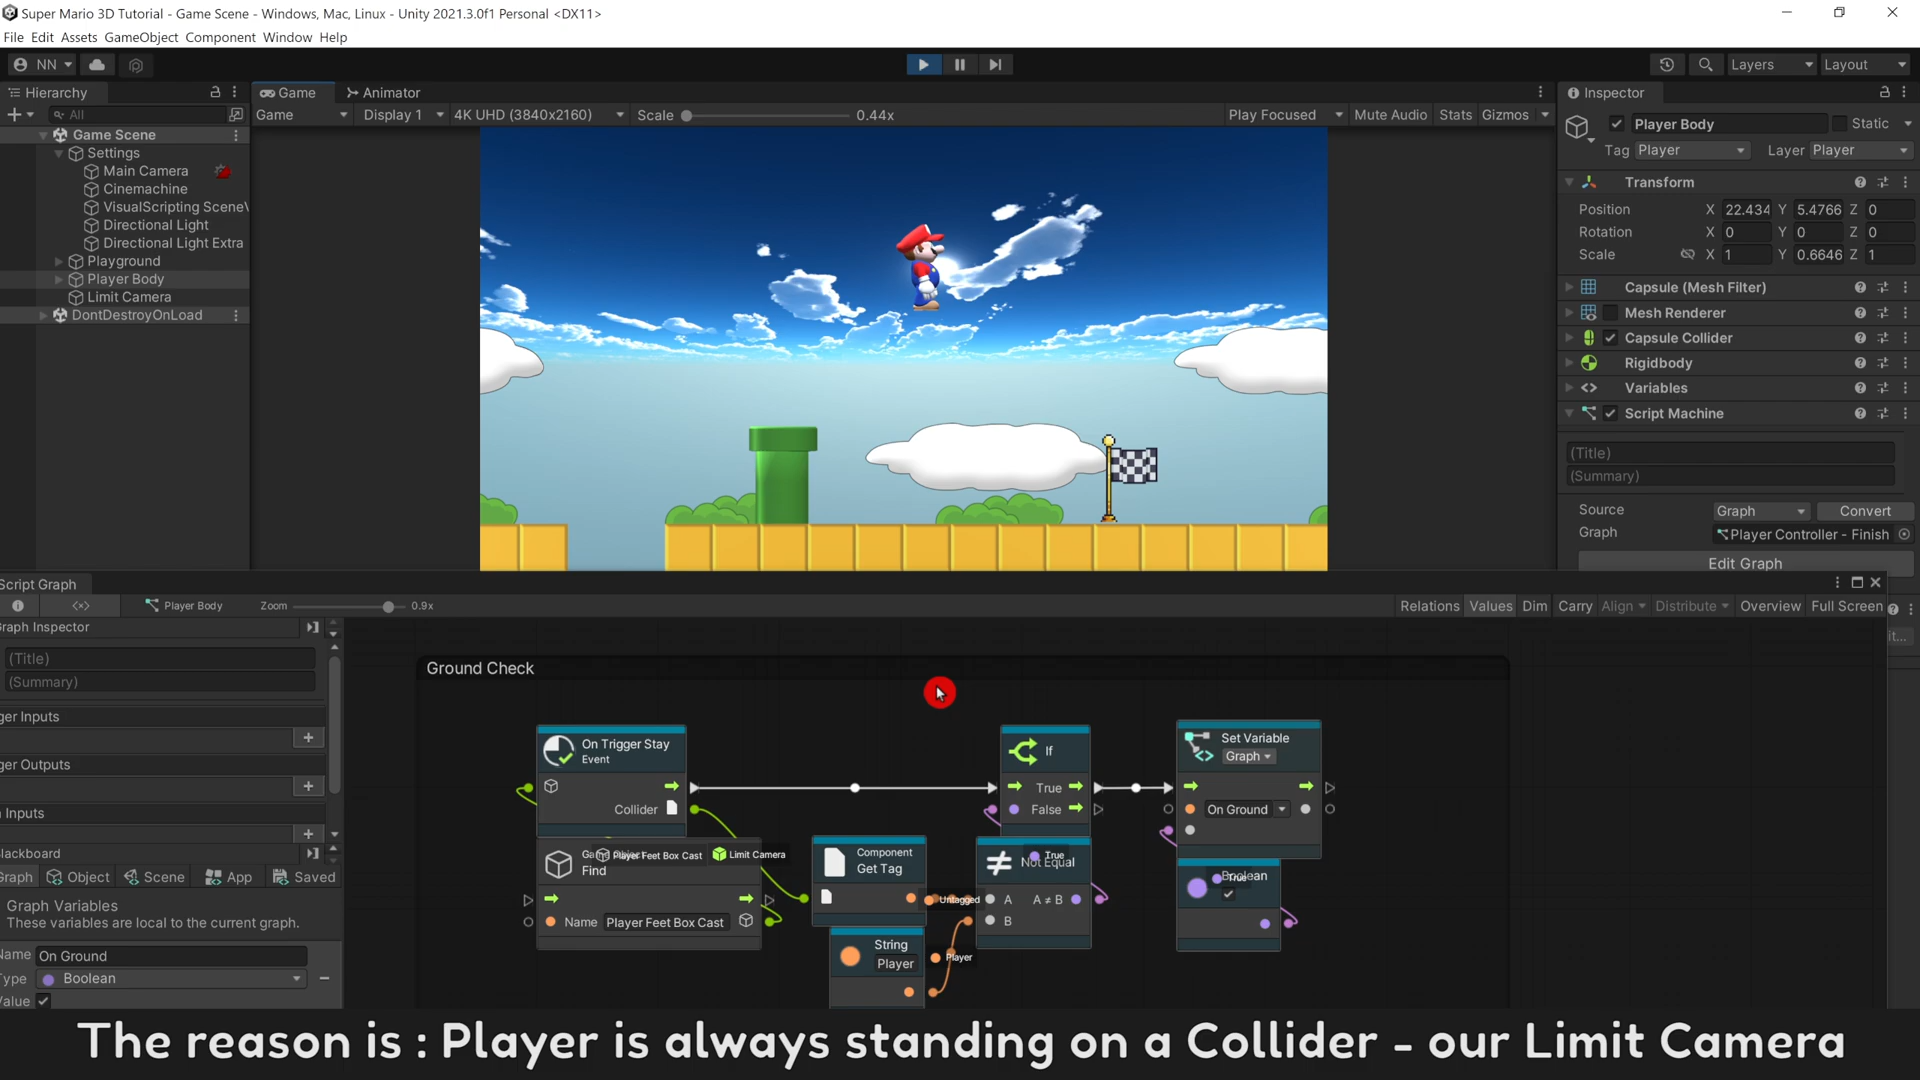 Super Mario 3D Tutorial - Game Scene - Windows, Mac, Linux - Unity 2021.3.0f1 Personal <DX11>
File Edit Assets GameObject Component Window Help
NN
Layers Layout
Hierarchy
All
Game Scene
Settings
Main Camera
Cinemachine
VisualScripting Scene
Directional Light
Directional Light Extra
Playground
Player Body
Limit Camera
DontDestroyOnLoad
Game Animator
Game Display 1 4K UHD (3840x2160) Scale 0.44x Play Focused Mute Audio Stats Gizmos
Inspector
Player Body Static
Tag Player Layer Player
Transform
Position X 22.434 Y 5.4766 Z 0
Rotation X 0 Y 0 Z 0
Scale X 1 Y 0.6646 Z 1
Capsule (Mesh Filter)
Mesh Renderer
Capsule Collider
Rigidbody
Variables
Script Machine
(Title)
(Summary)
Source Graph Convert
Graph Player Controller - Finish
Edit Graph
Script Graph
Player Body Zoom 0.9x Relations Values Dim Carry Align Distribute Overview Full Screen
raph Inspector
(Title)
(Summary)
ger Inputs
ger Outputs
Inputs
lackboard
raph Object Scene App Saved
Graph Variables
These variables are local to the current graph.
ame On Ground
ype Boolean
alue
Ground Check
On Trigger Stay
Event
Collider
Player Feet Box Cast Limit Camera
Find
Name Player Feet Box Cast
Component
Get Tag
Untagged
String
Player
Player
If
True
False
True
Not Equal
A A ≠ B
B
Set Variable
Graph
On Ground
Boolean
True
The reason is : Player is always standing on a Collider - our Limit Camera